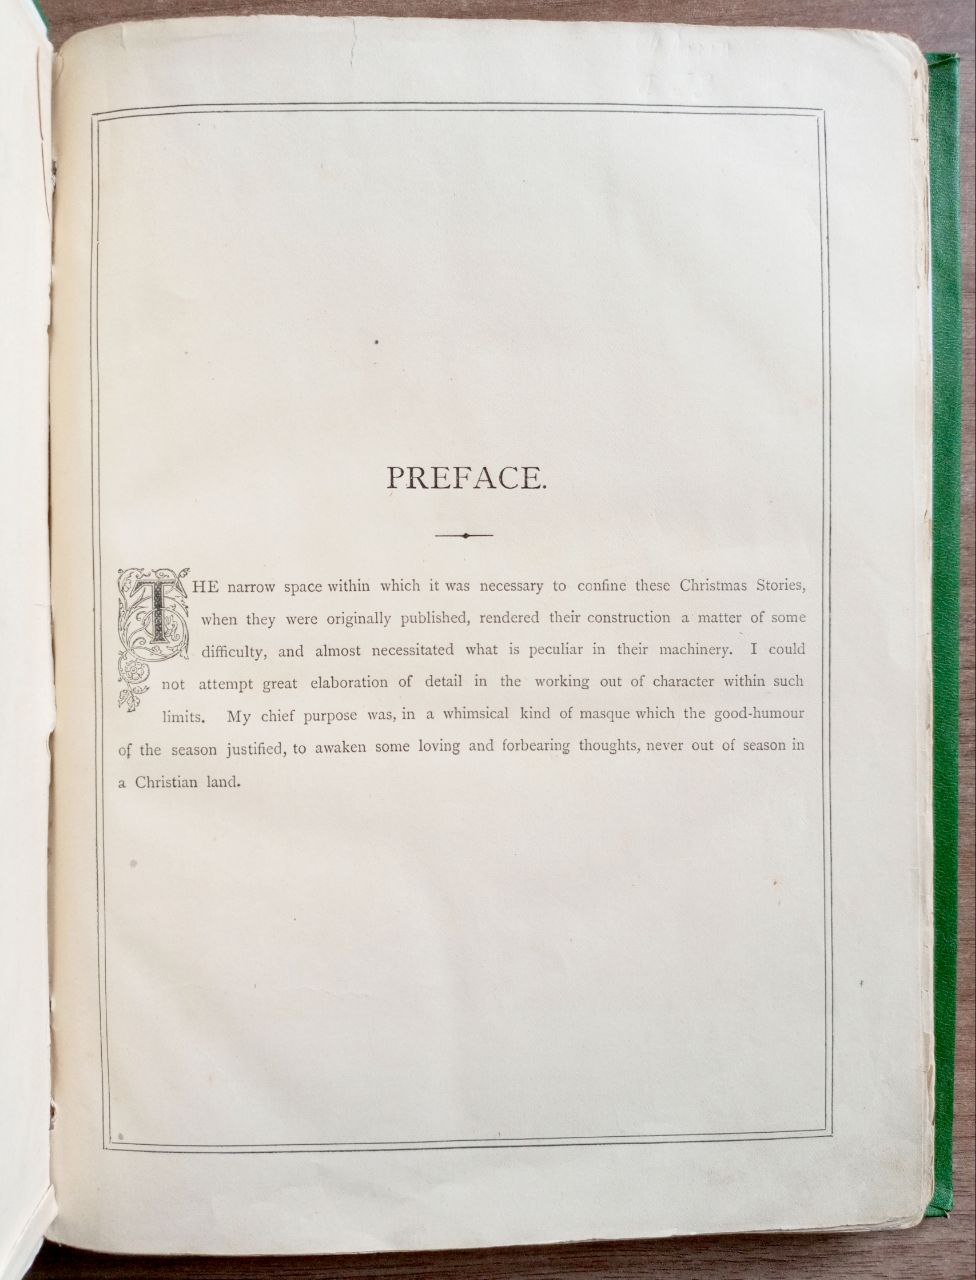 PREFACE.
THE narrow space within which it was necessary to confine these Christmas Stories,
when they were originally published, rendered their construction a matter of some
difficulty, and almost necessitated what is peculiar in their machinery. I could
not attempt great elaboration of detail in the working out of character within such
limits. My chief purpose was, in a whimsical kind of masque which the good-humour
of the season justified, to awaken some loving and forbearing thoughts, never out of season in
a Christian land.